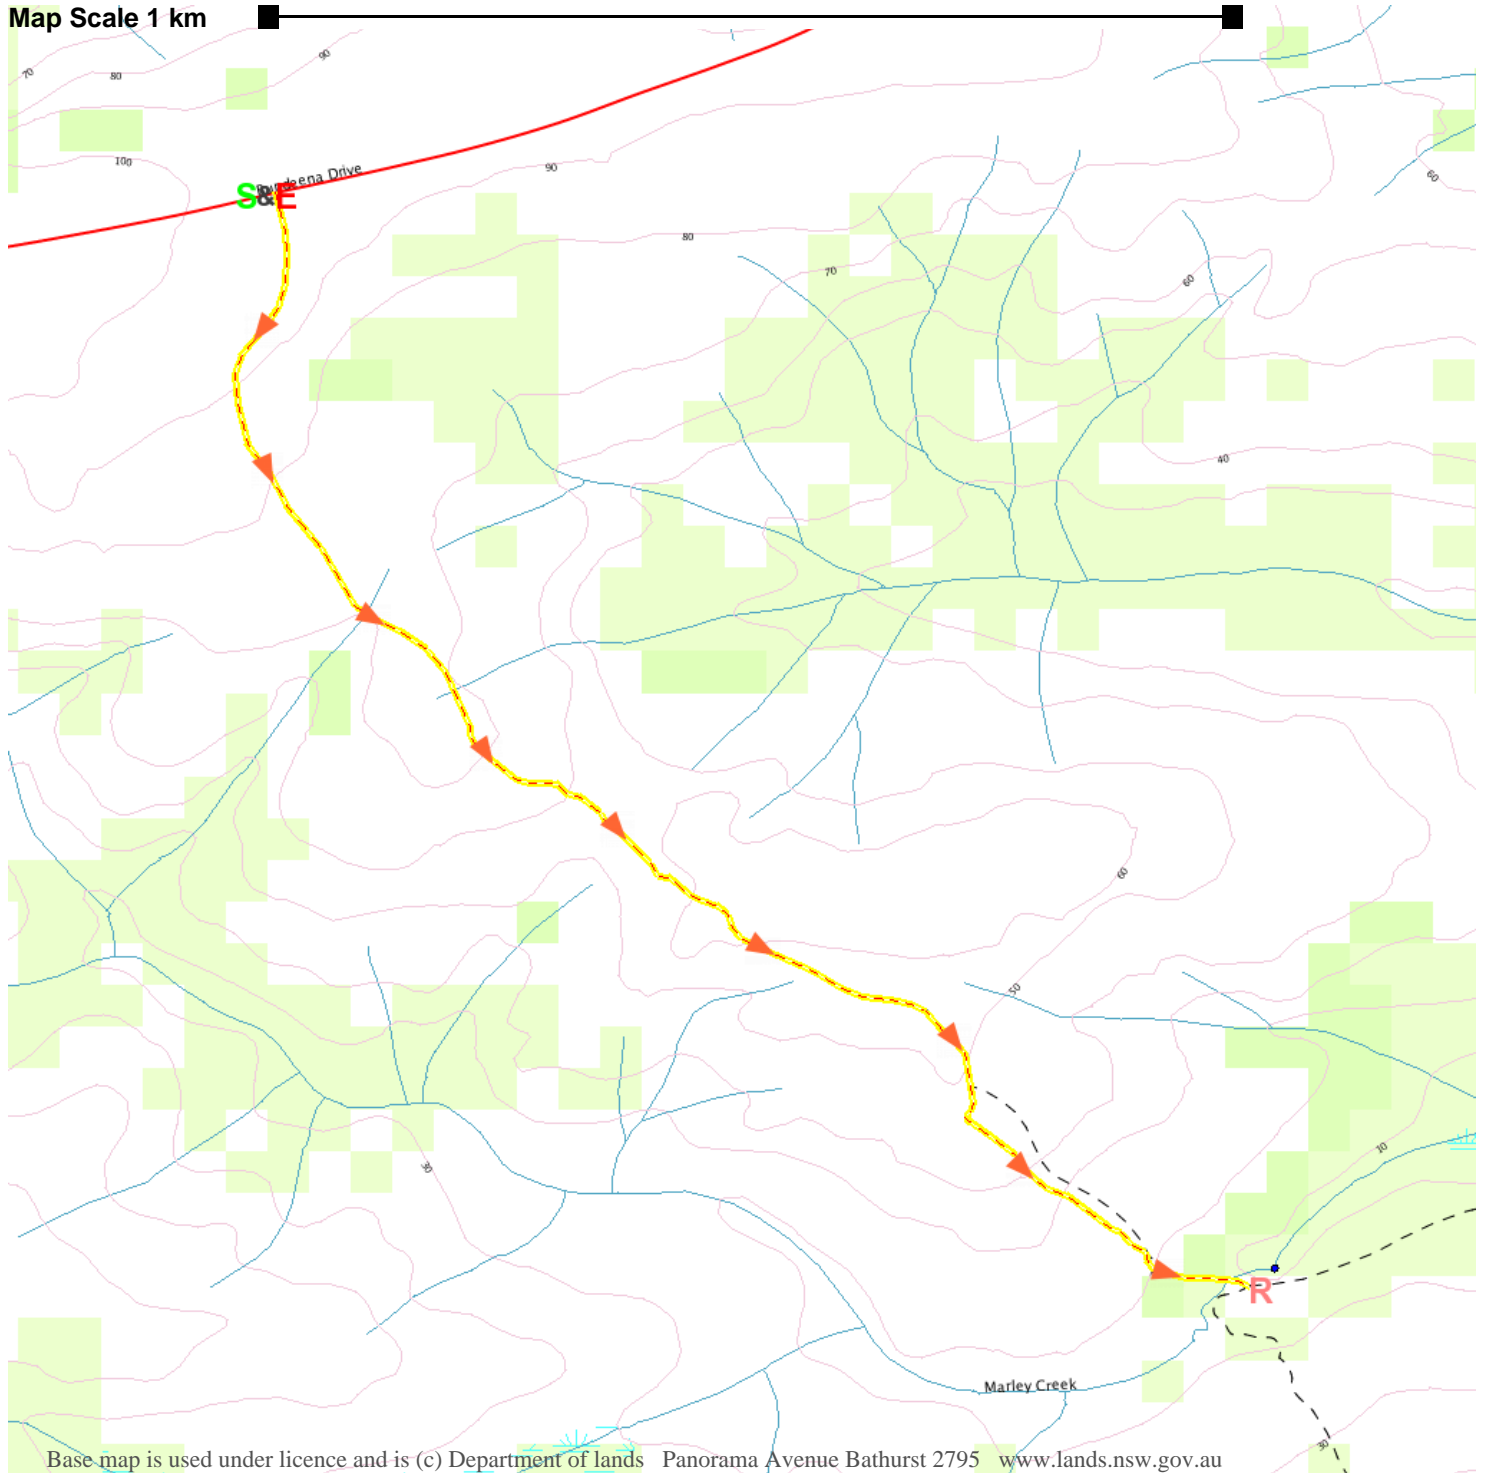 Map Scale 1 km
90
70
80
100
Bundeena Drive
90
60
S&E
80
70
60
40
60
50
10
30
R
Marley Creek
30
Base map is used under licence and is (c) Department of lands Panorama Avenue Bathurst 2795 www.lands.nsw.gov.au